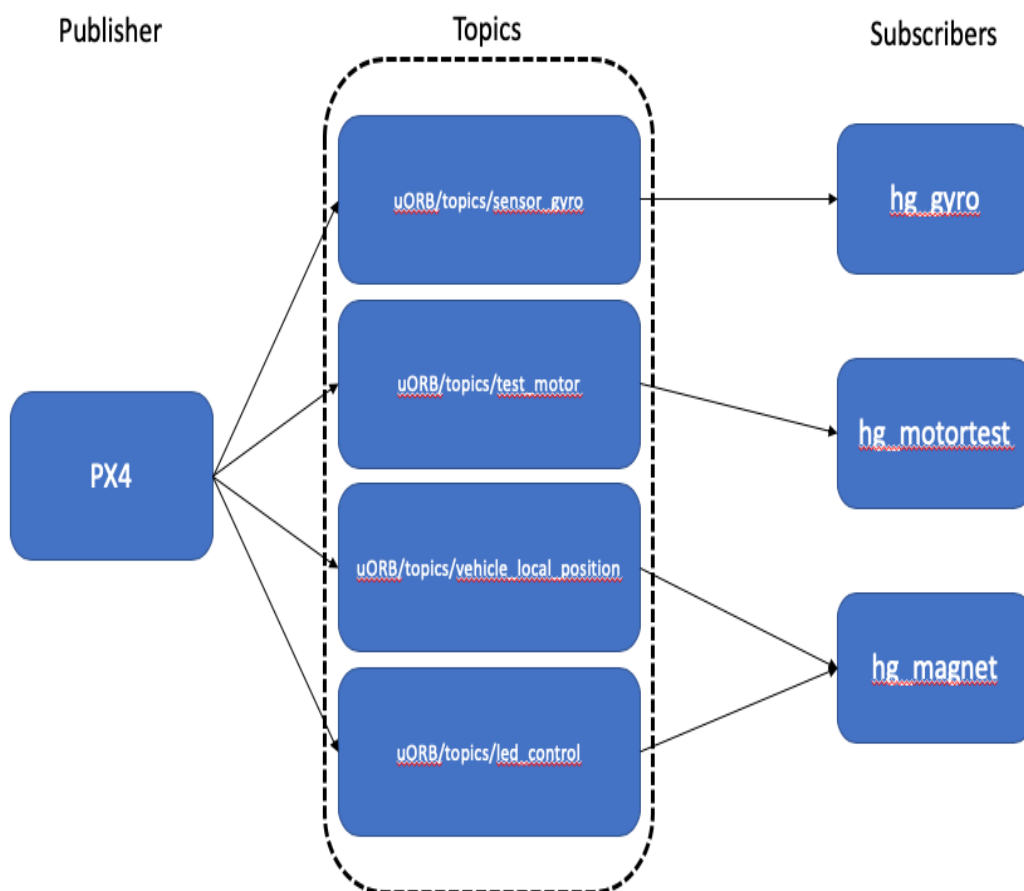 Publisher
Topics
Subscribers
uORB/topics/sensor_gyro
hg_gyro
uORB/topics/test_motor
hg_motortest
PX4
uORB/topics/vehicle_local_position
hg_magnet
uORB/topics/led_control